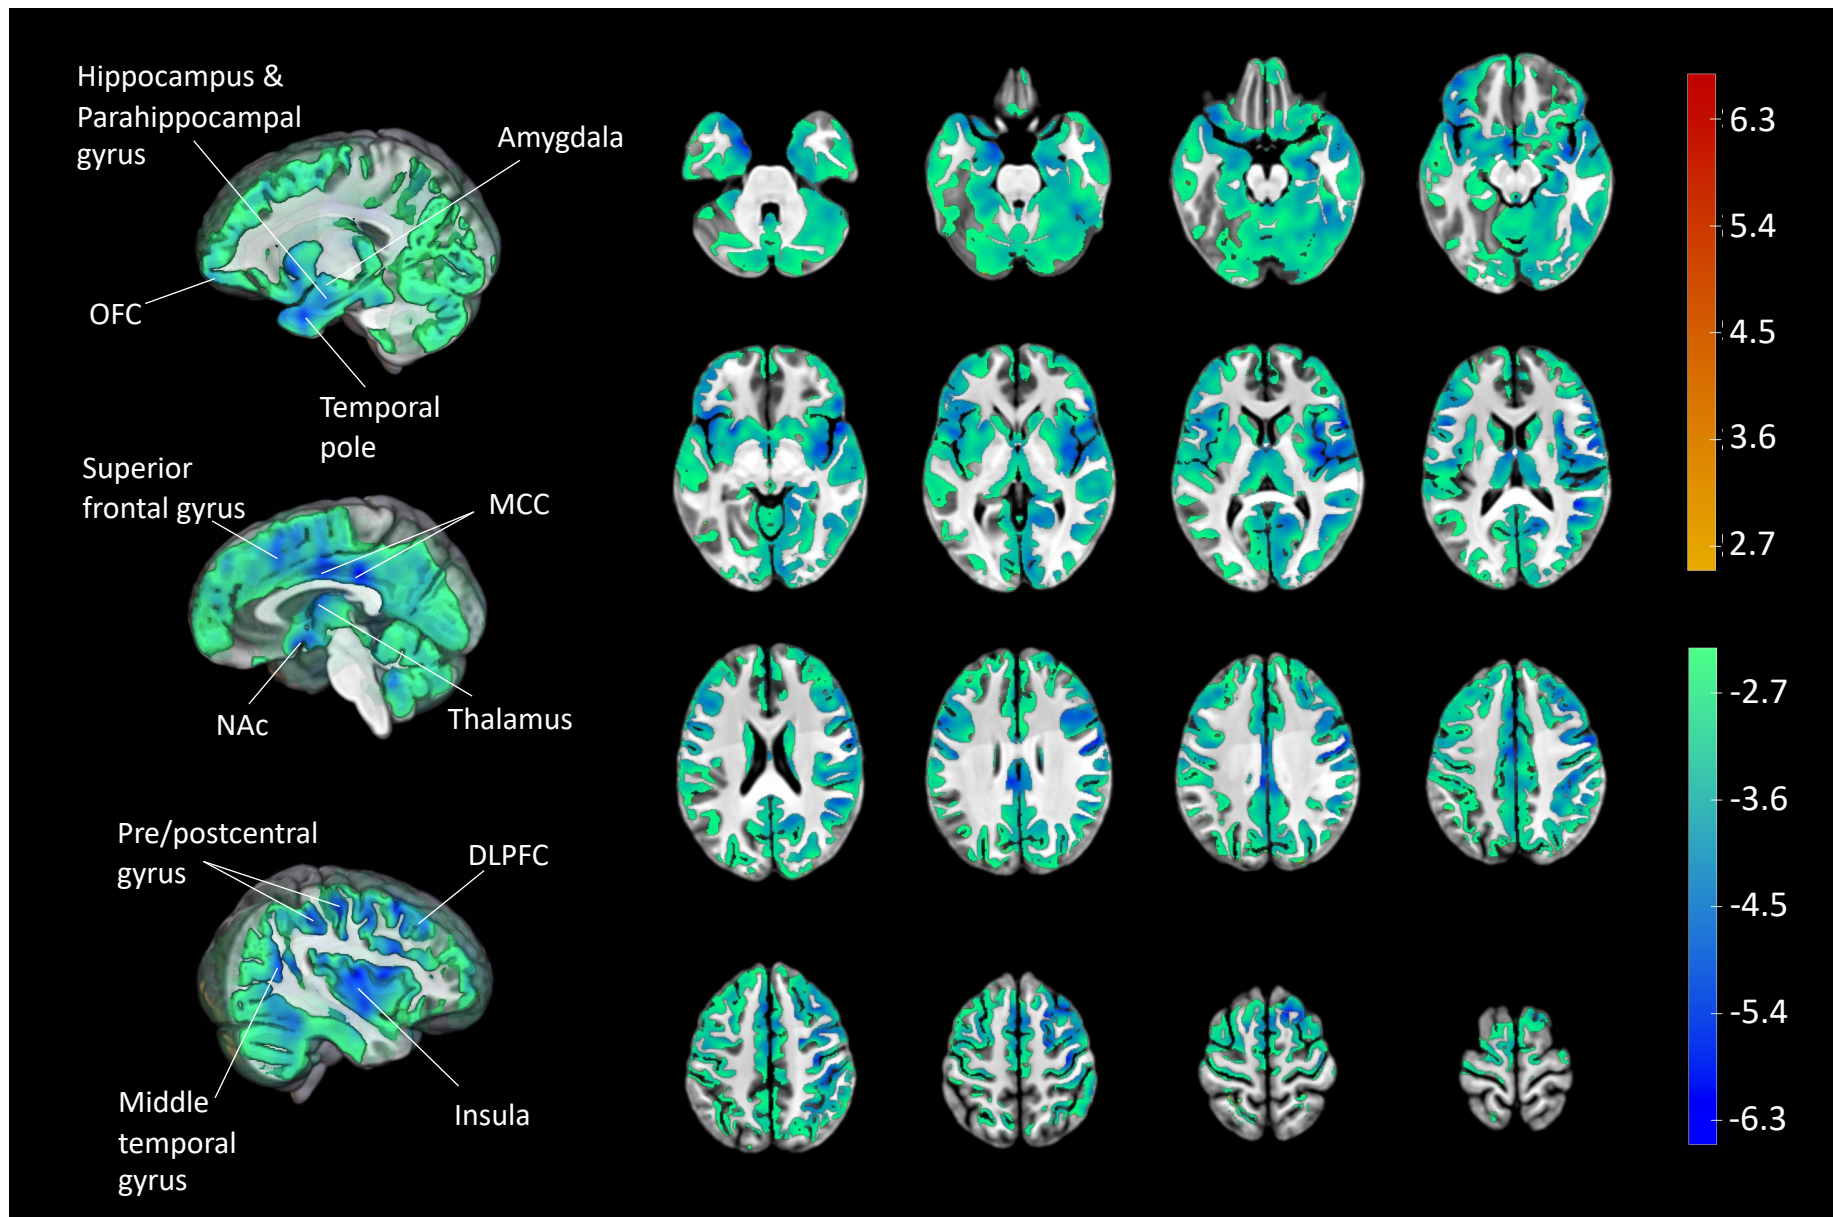 Hippocampus &
Parahippocampal
gyrus
Amygdala
OFC
Temporal
pole
Superior
frontal gyrus
MCC
NAc
Thalamus
Pre/postcentral
gyrus
DLPFC
Middle
temporal
gyrus
Insula
6.3
5.4
4.5
3.6
2.7
-2.7
-3.6
-4.5
-5.4
-6.3